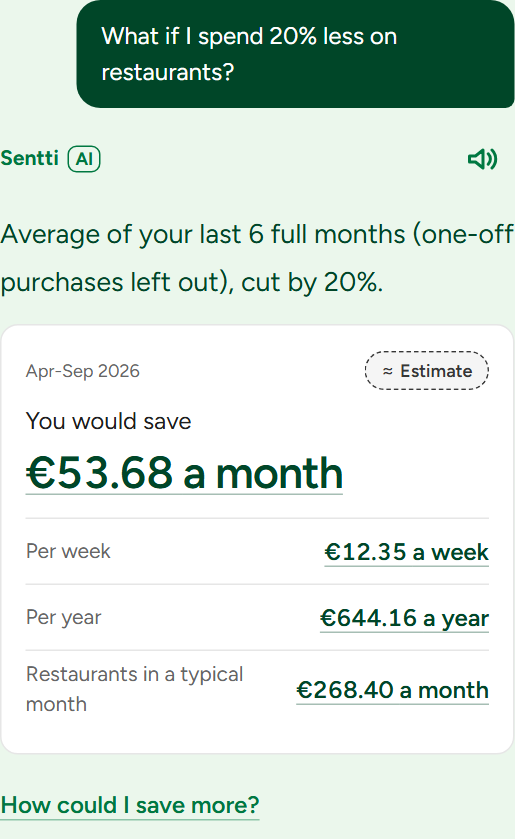 What if I spend 20% less on
restaurants?
Sentti AI
Average of your last 6 full months (one-off
purchases left out), cut by 20%.
Apr-Sep 2026
≈ Estimate
You would save
€53.68 a month
Per week
€12.35 a week
Per year
€644.16 a year
Restaurants in a typical
month
€268.40 a month
How could I save more?